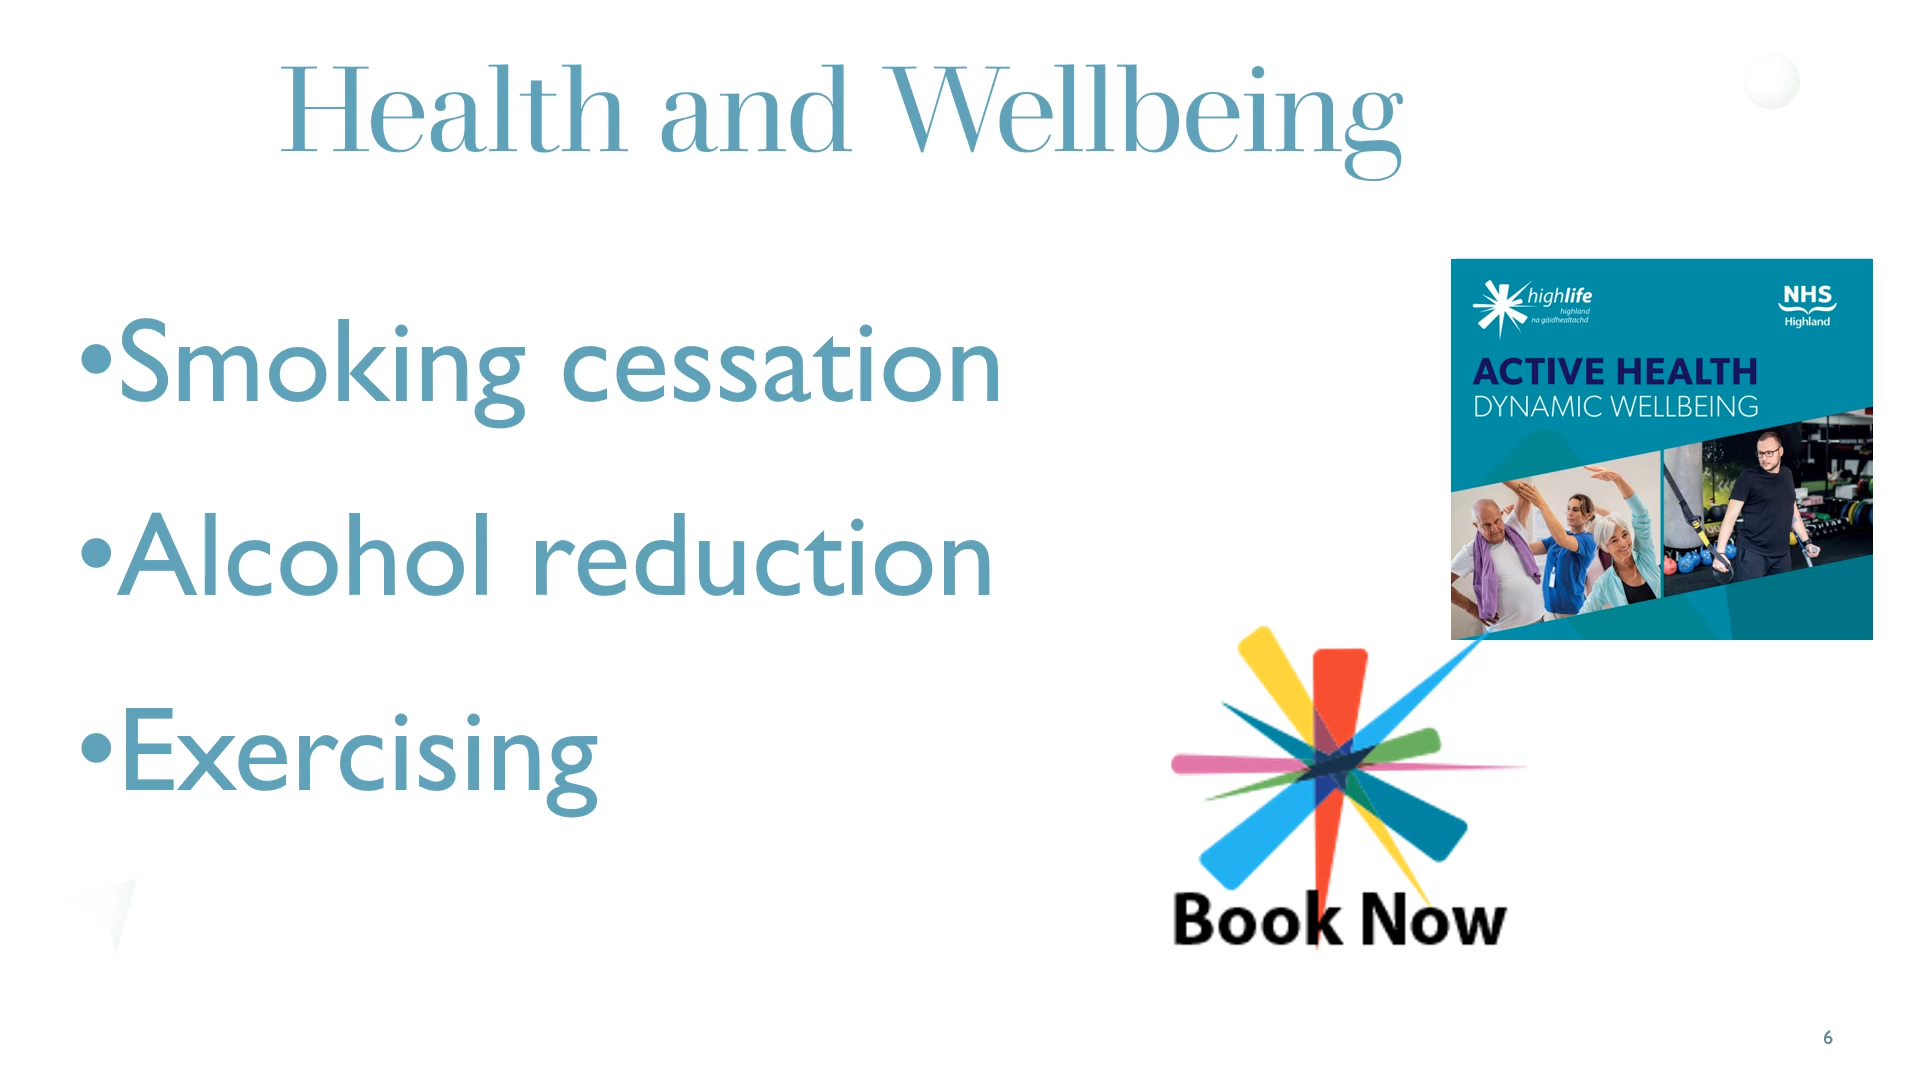 Health and Wellbeing
•Smoking cessation
•Alcohol reduction
•Exercising
highlife
highland
na gàidhealtachd
NHS
Highland
ACTIVE HEALTH
DYNAMIC WELLBEING
Book Now
6